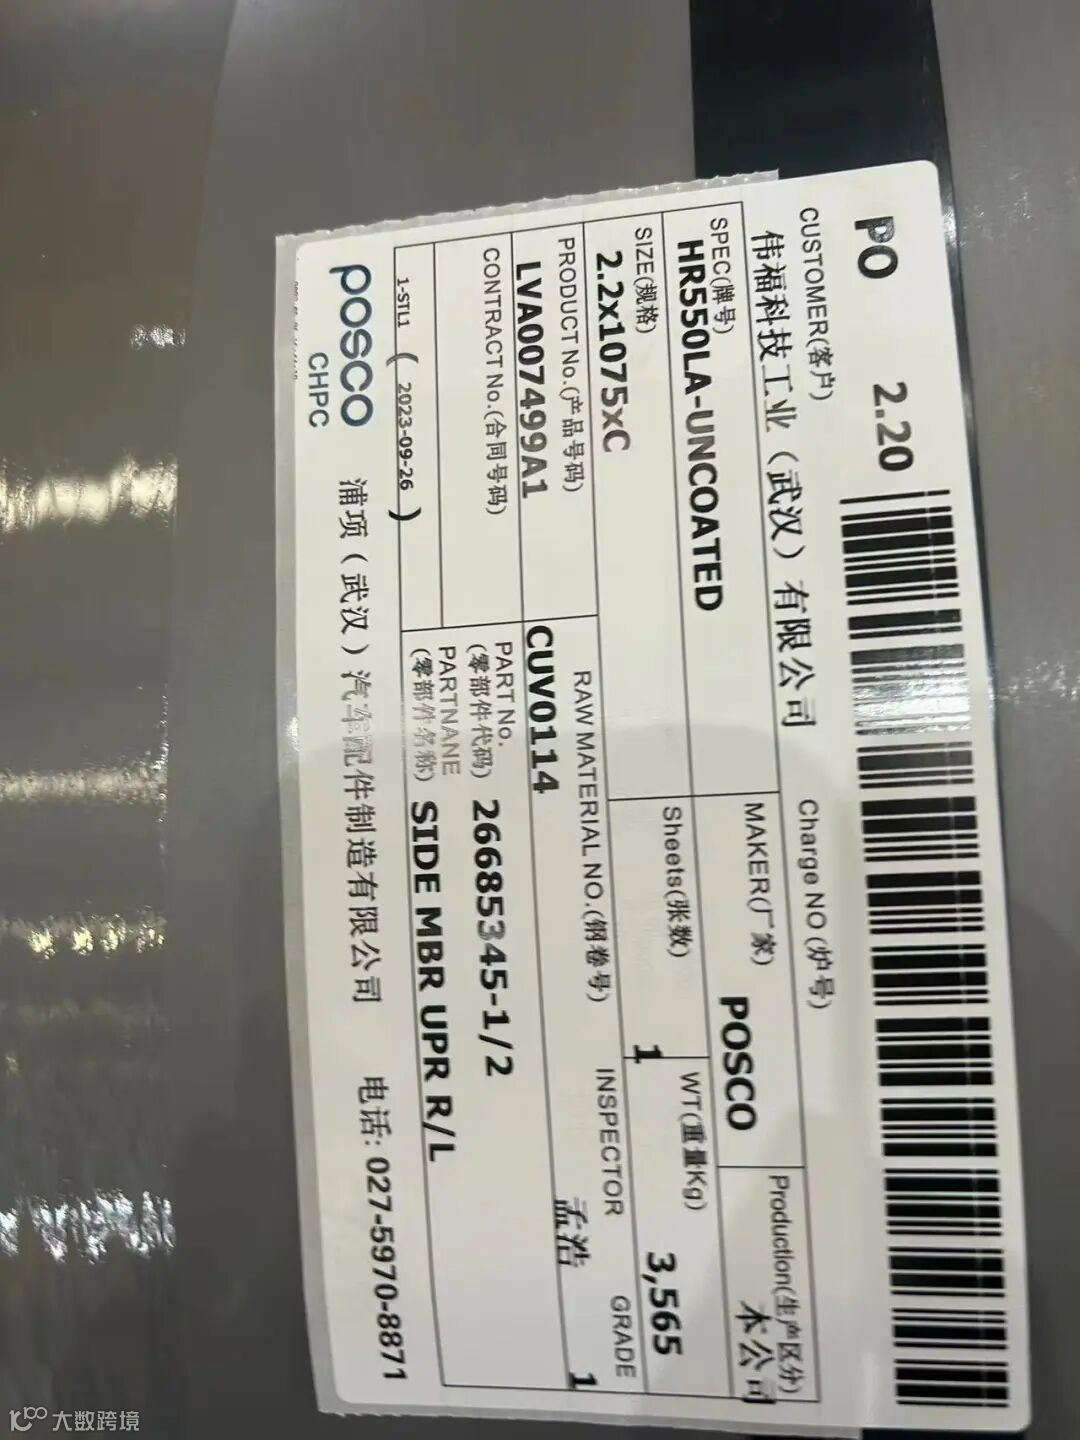 PO 2.20
CUSTOMER(客户)
伟福科技工业（武汉）有限公司
Charge NO (炉号)
SPEC(牌号)
HR550LA-UNCOATED
MAKER(厂家)
POSCO
Production(生产区分)
本公司
SIZE(规格)
2.2x1075xC
Sheets(张数)
1
WT(重量Kg)
3,565
PRODUCT No.(产品号码)
LVA007499A1
RAW MATERIAL NO.(钢卷号)
CUV0114
INSPECTOR
孟浩
GRADE
1
CONTRACT No.(合同号码)
PART No.
(零部件代码)
26685345-1/2
PARTNANE
(零部件名称)
SIDE MBR UPR R/L
1-STL1 ( 2023-09-26 )
posco
CHPC
浦项（武汉）汽车配件制造有限公司
电话: 027-5970-8871
大数跨境